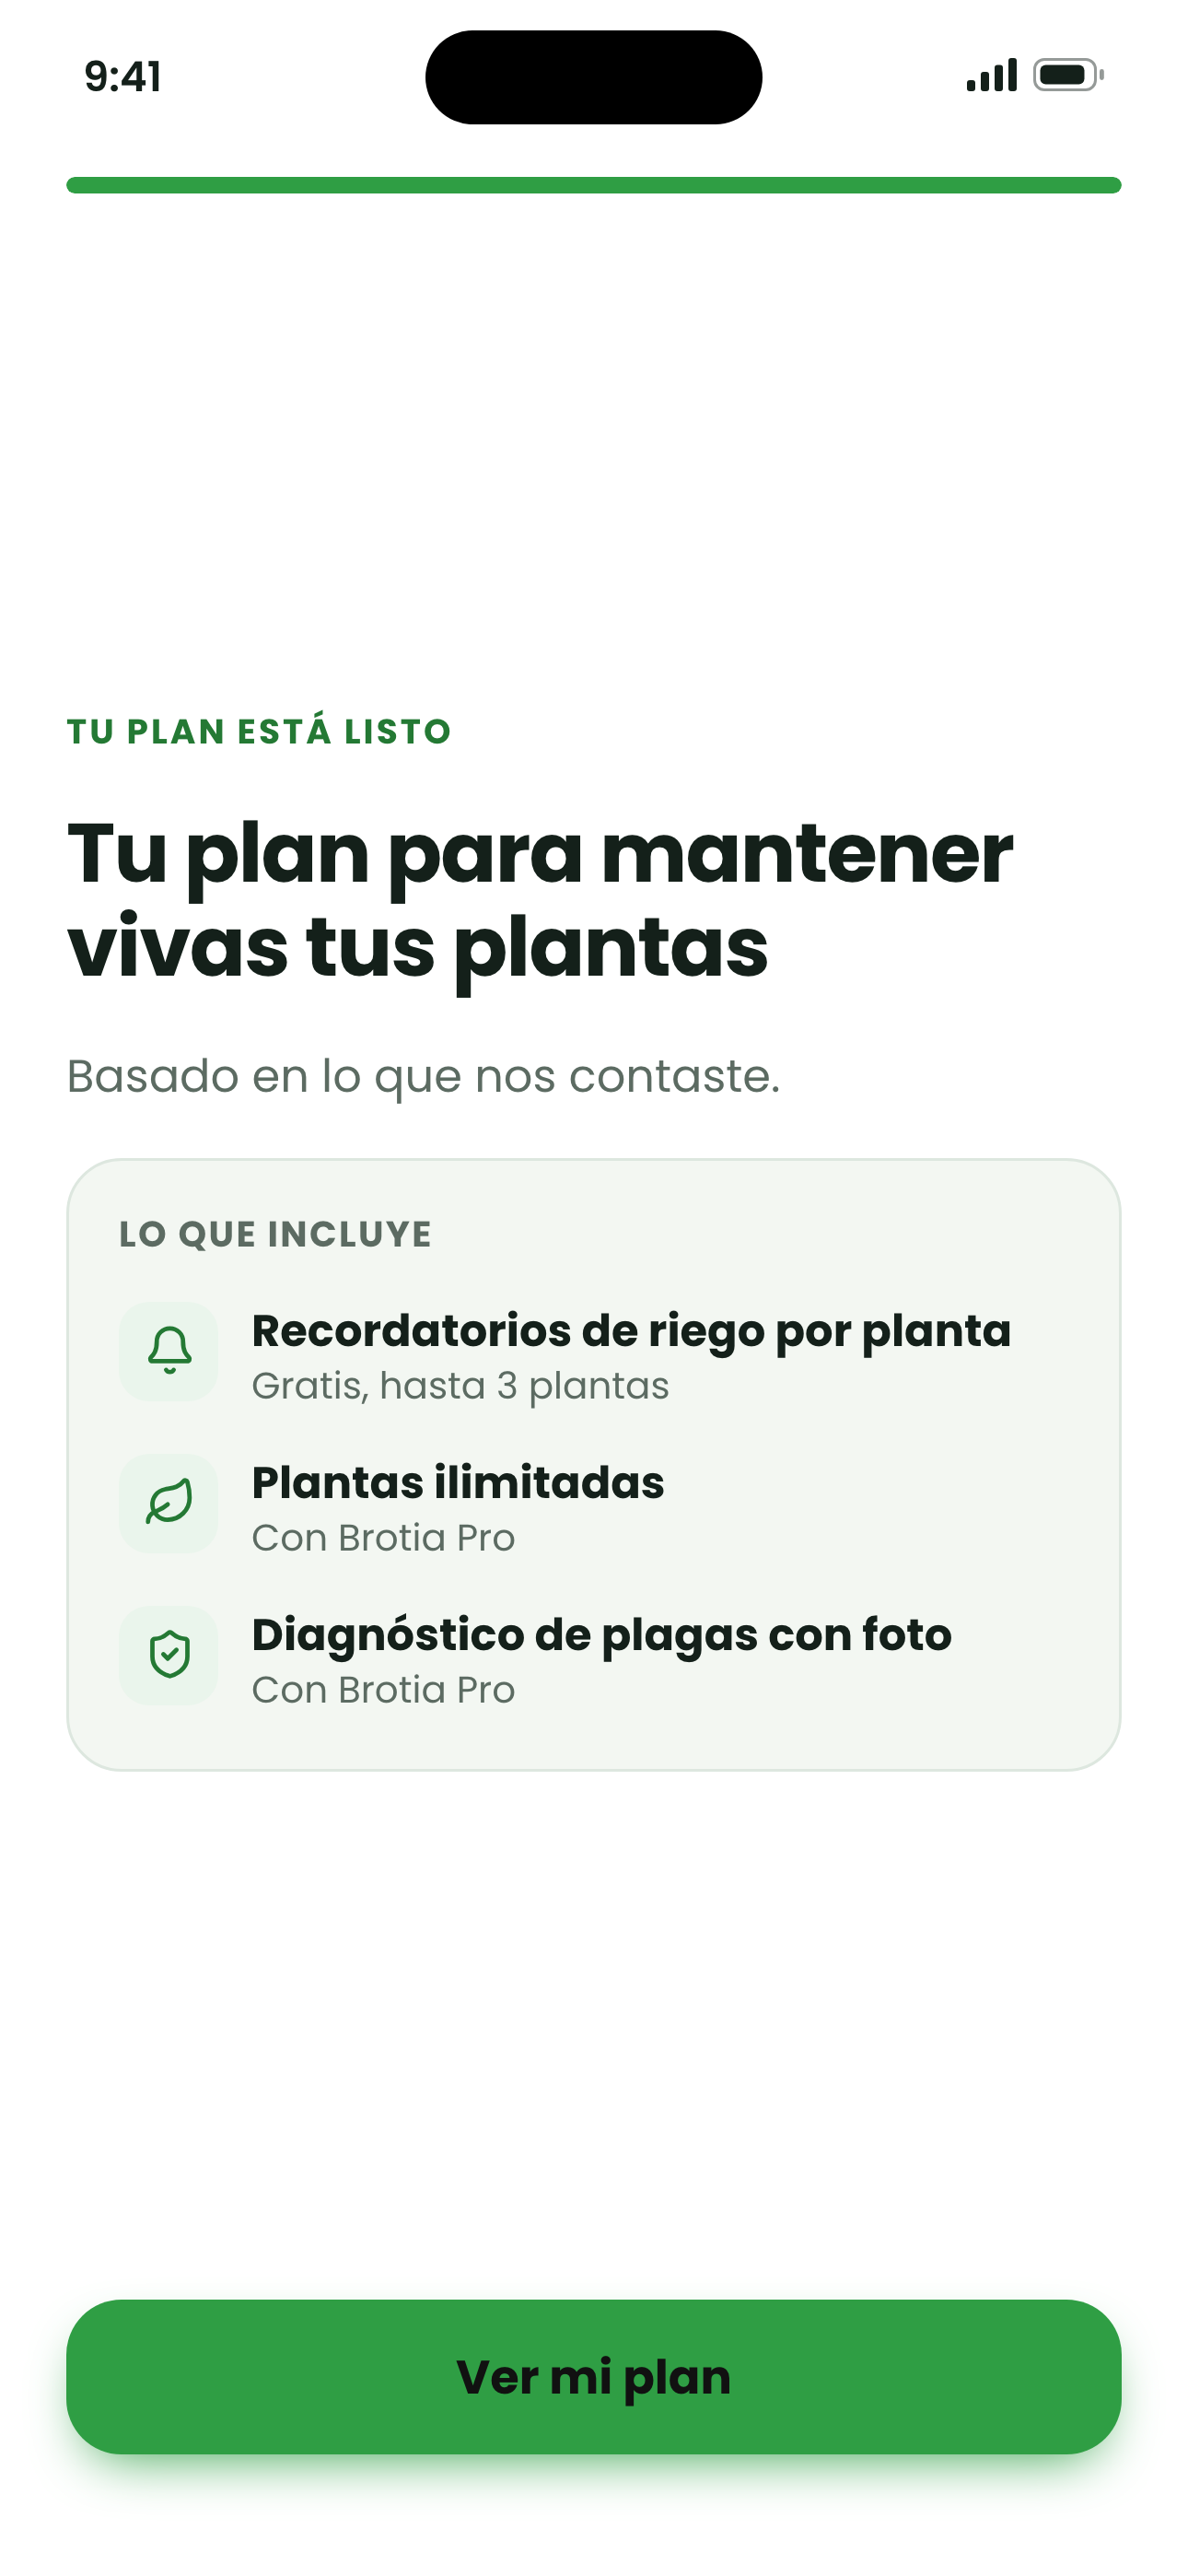 9:41
TU PLAN ESTÁ LISTO
Tu plan para mantener
vivas tus plantas
Basado en lo que nos contaste.
LO QUE INCLUYE
Recordatorios de riego por planta
Gratis, hasta 3 plantas
Plantas ilimitadas
Con Brotia Pro
Diagnóstico de plagas con foto
Con Brotia Pro
Ver mi plan